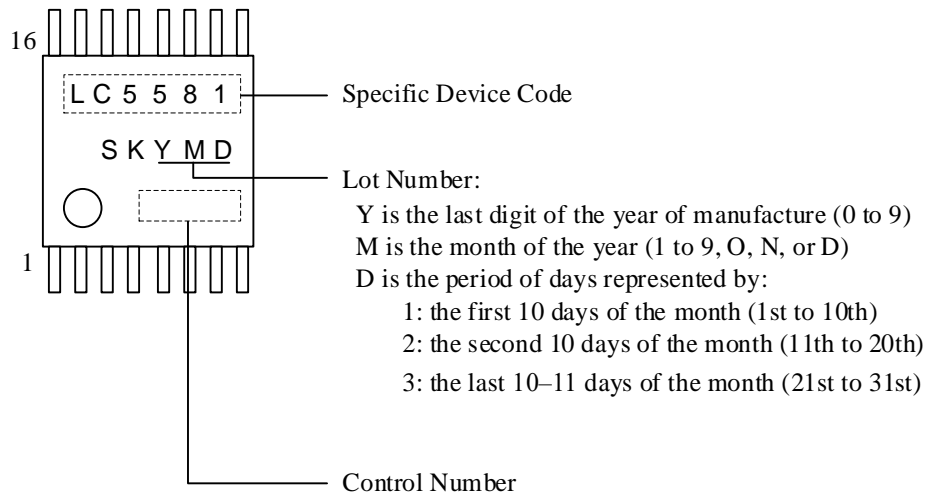 16
LC5581
Specific Device Code
SKYMD
Lot Number:
Y is the last digit of the year of manufacture (0 to 9)
M is the month of the year (1 to 9, O, N, or D)
1
D is the period of days represented by:
1: the first 10 days of the month (1st to 10th)
2: the second 10 days of the month (11th to 20th)
3: the last 10–11 days of the month (21st to 31st)
Control Number